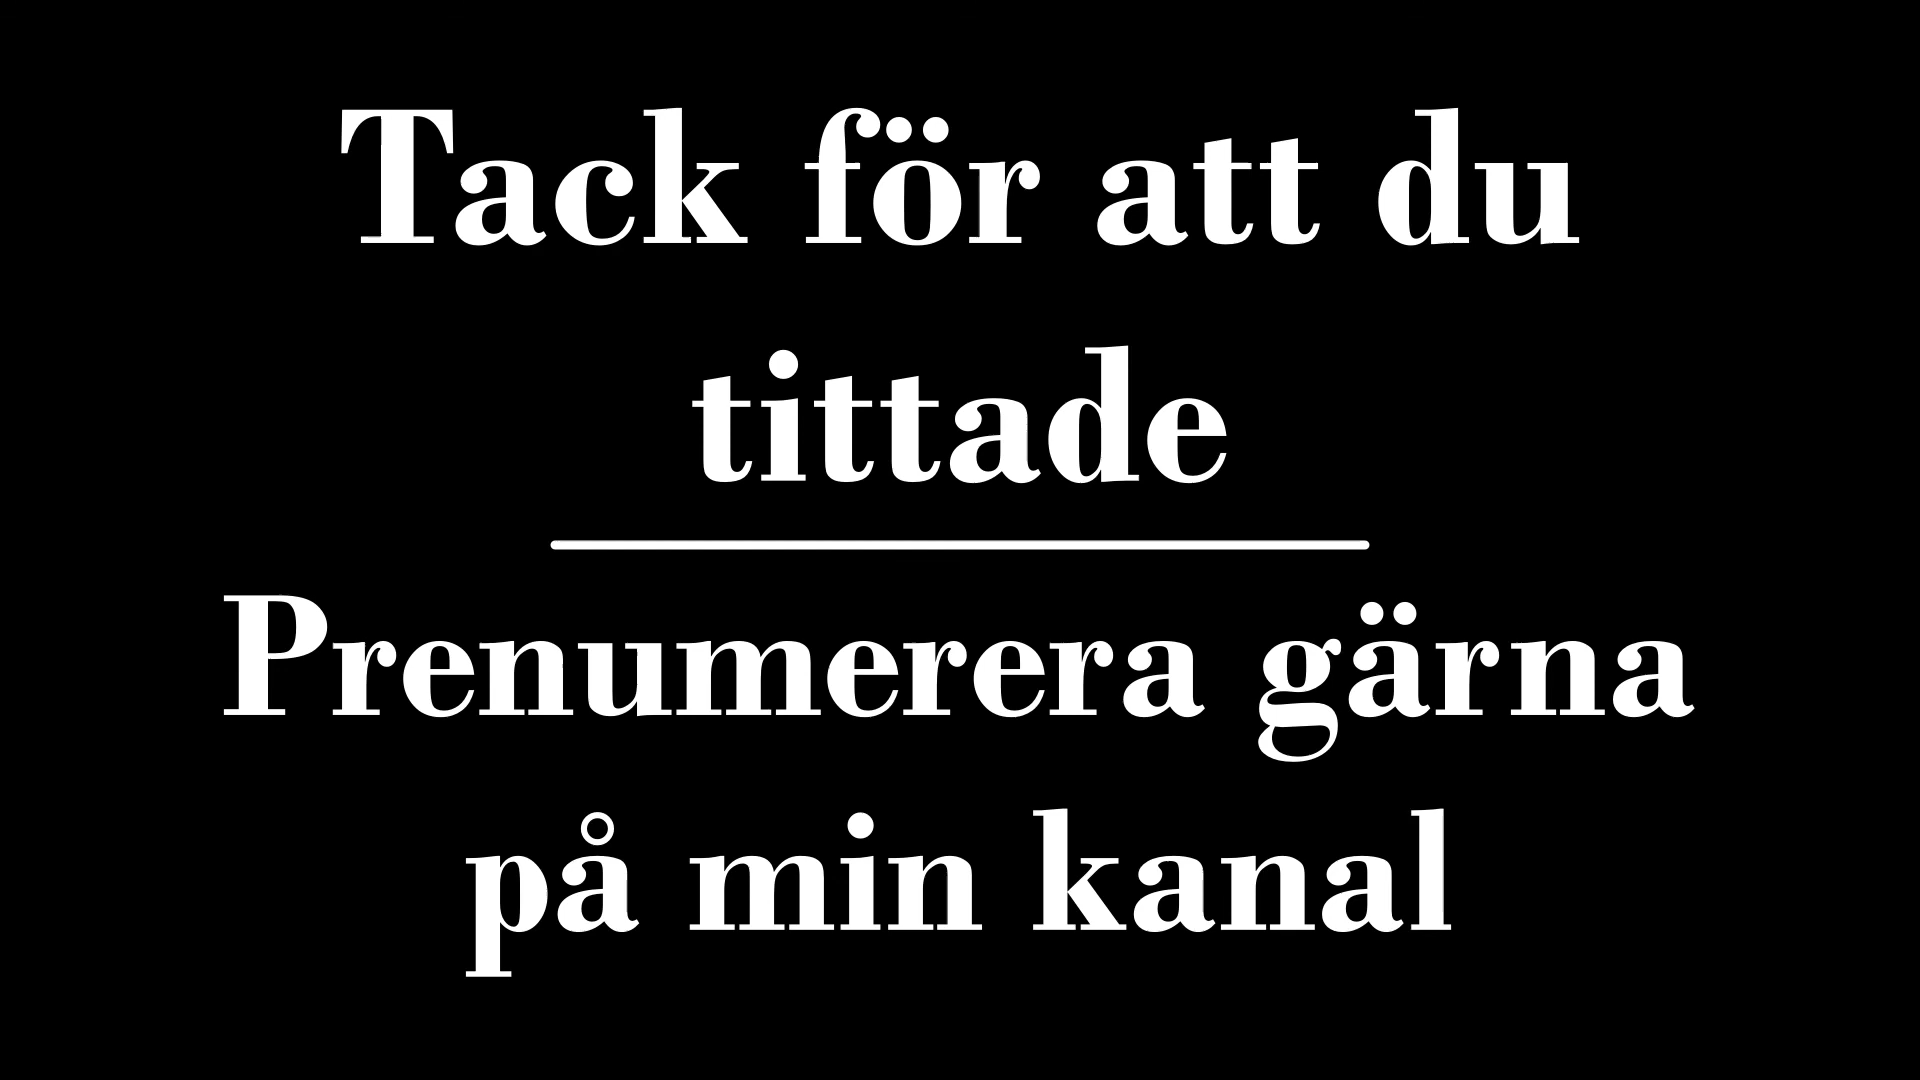 Tack för att du
tittade
Prenumerera gärna
på min kanal